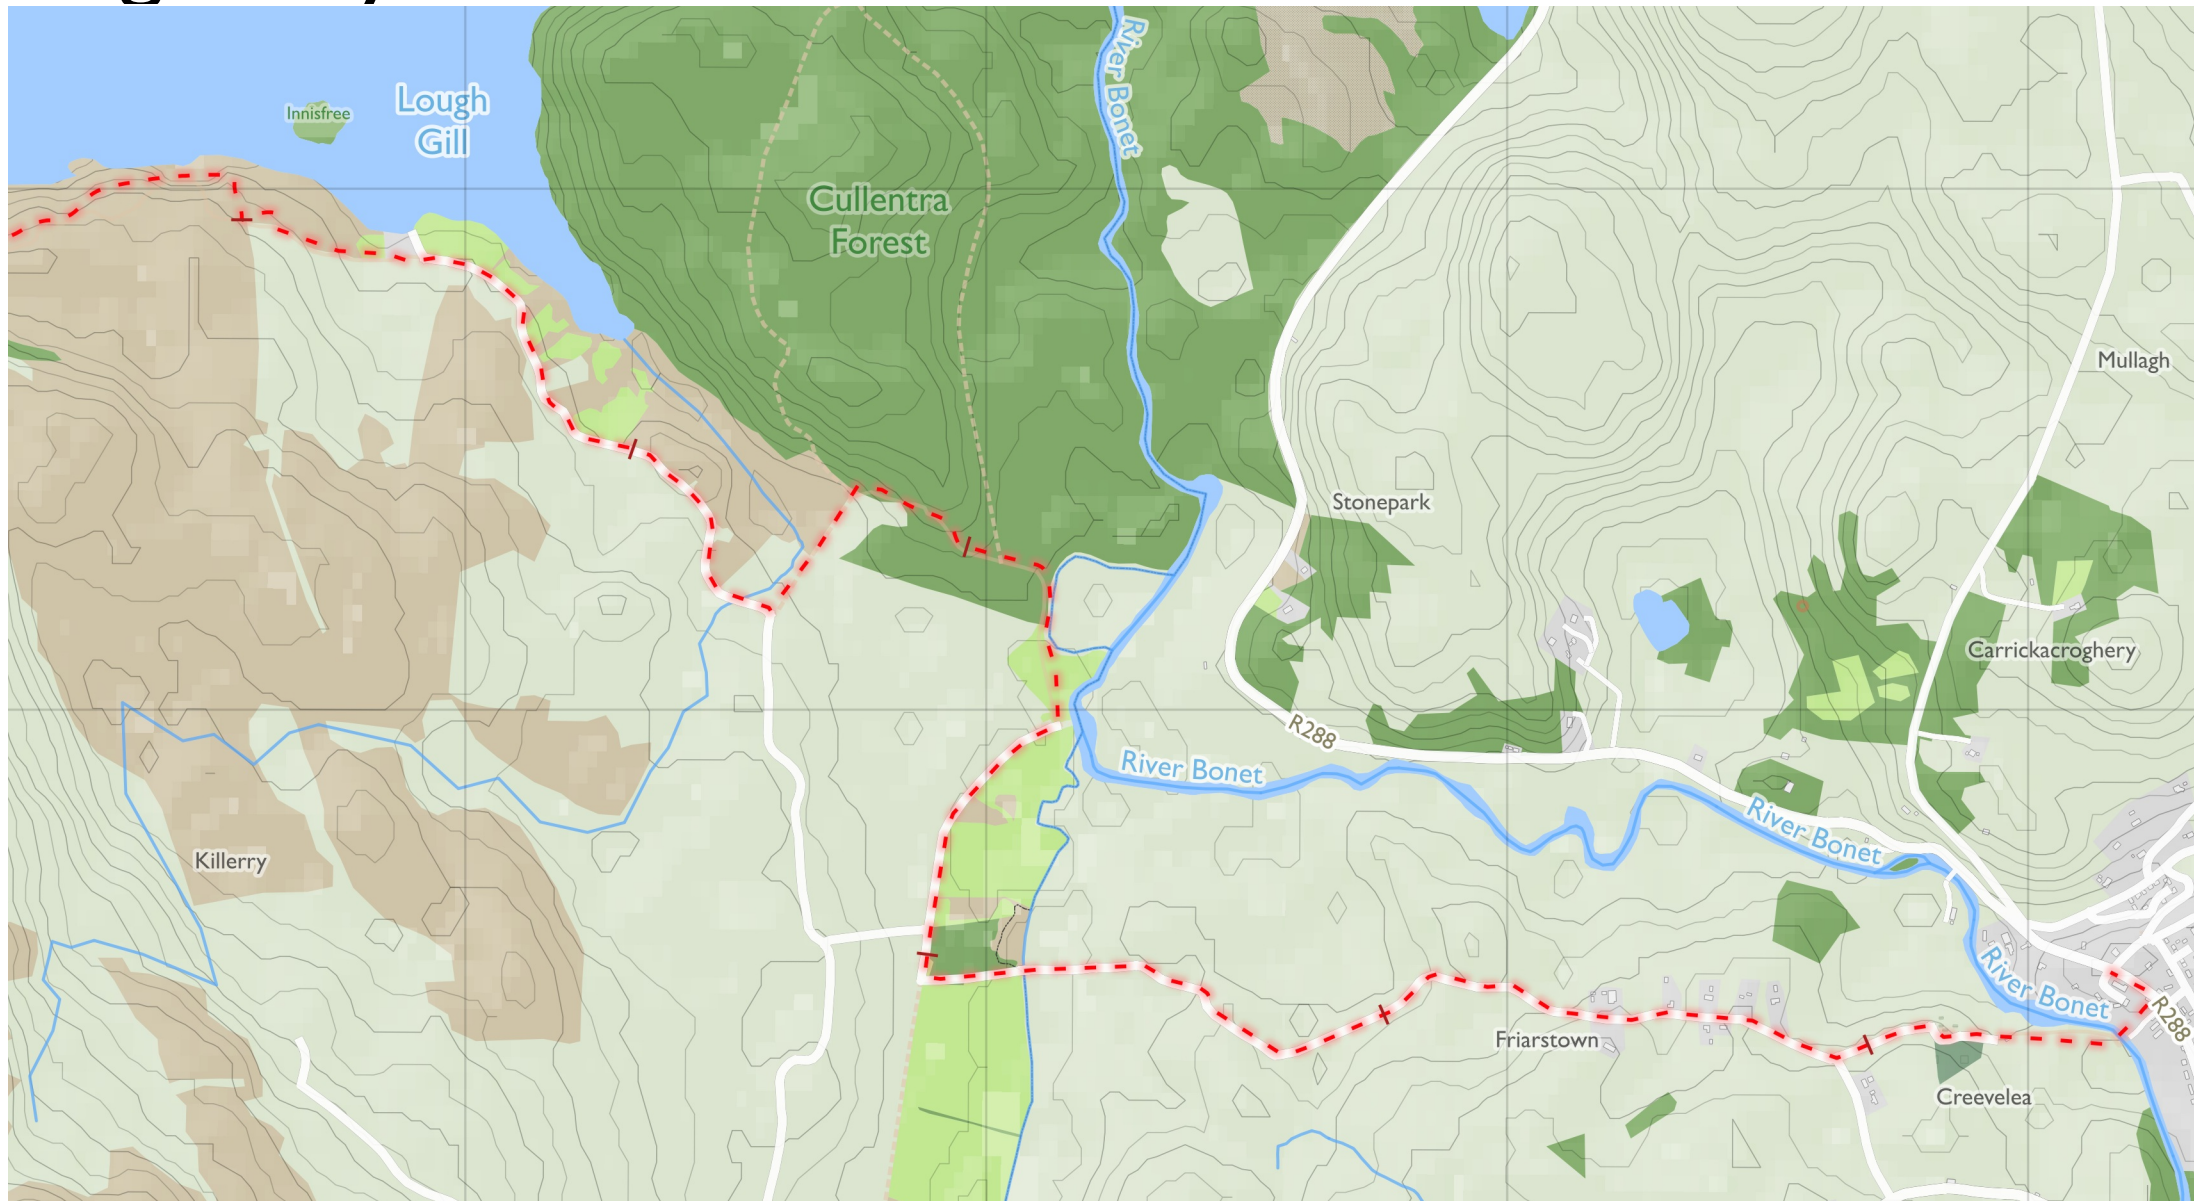 River Bonet
Lough
Gill
Innisfree
Cullentra
Forest
Mullagh
Stonepark
Carrickacroghery
R288
River Bonet
River Bonet
Killerry
River Bonet
R288
Friarstown
Creevelea